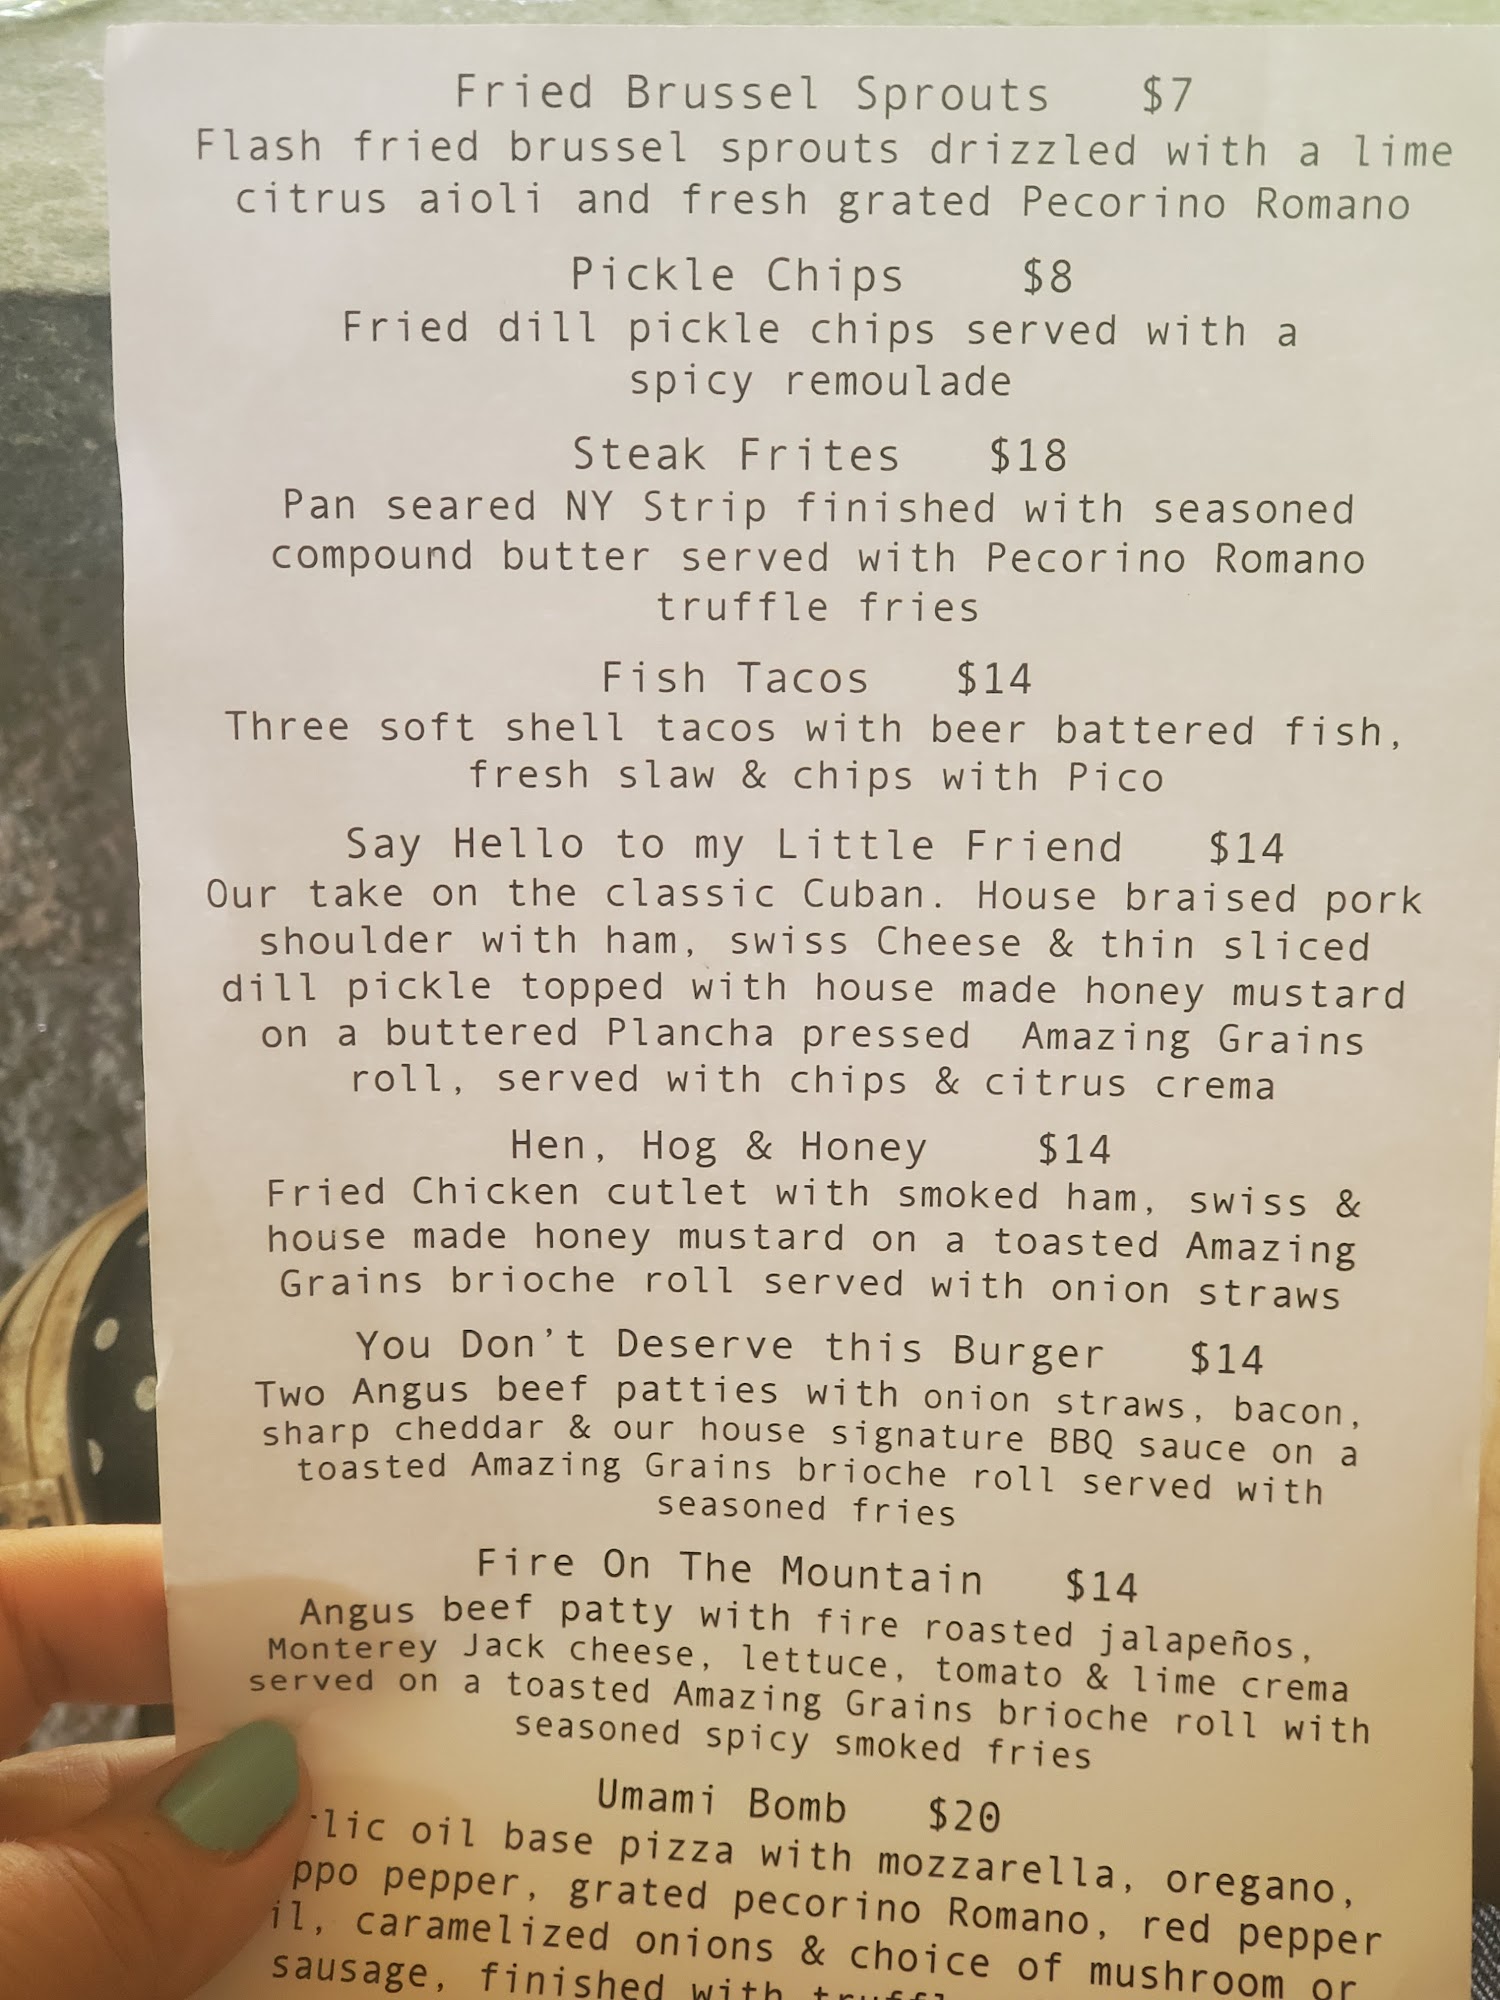 Fried Brussel Sprouts $7
Flash fried brussel sprouts drizzled with a lime
citrus aioli and fresh grated Pecorino Romano
Pickle Chips $8
Fried dill pickle chips served with a
spicy remoulade
Steak Frites $18
Pan seared NY Strip finished with seasoned
compound butter served with Pecorino Romano
truffle fries
Fish Tacos $14
Three soft shell tacos with beer battered fish,
fresh slaw & chips with Pico
Say Hello to my Little Friend $14
Our take on the classic Cuban. House braised pork
shoulder with ham, swiss Cheese & thin sliced
dill pickle topped with house made honey mustard
on a buttered Plancha pressed Amazing Grains
roll, served with chips & citrus crema
Hen, Hog & Honey $14
Fried Chicken cutlet with smoked ham, swiss &
house made honey mustard on a toasted Amazing
Grains brioche roll served with onion straws
You Don't Deserve this Burger $14
Two Angus beef patties with onion straws, bacon,
sharp cheddar & our house signature BBQ sauce on a
toasted Amazing Grains brioche roll served with
seasoned fries
Fire On The Mountain $14
Angus beef patty with fire roasted jalapeños,
Monterey Jack cheese, lettuce, tomato & lime crema
served on a toasted Amazing Grains brioche roll with
seasoned spicy smoked fries
Umami Bomb $20
oil base pizza with mozzarella, oregano,
pepper, grated pecorino Romano, red pepper
caramelized onions & choice of mushroom or
sausage, finished with